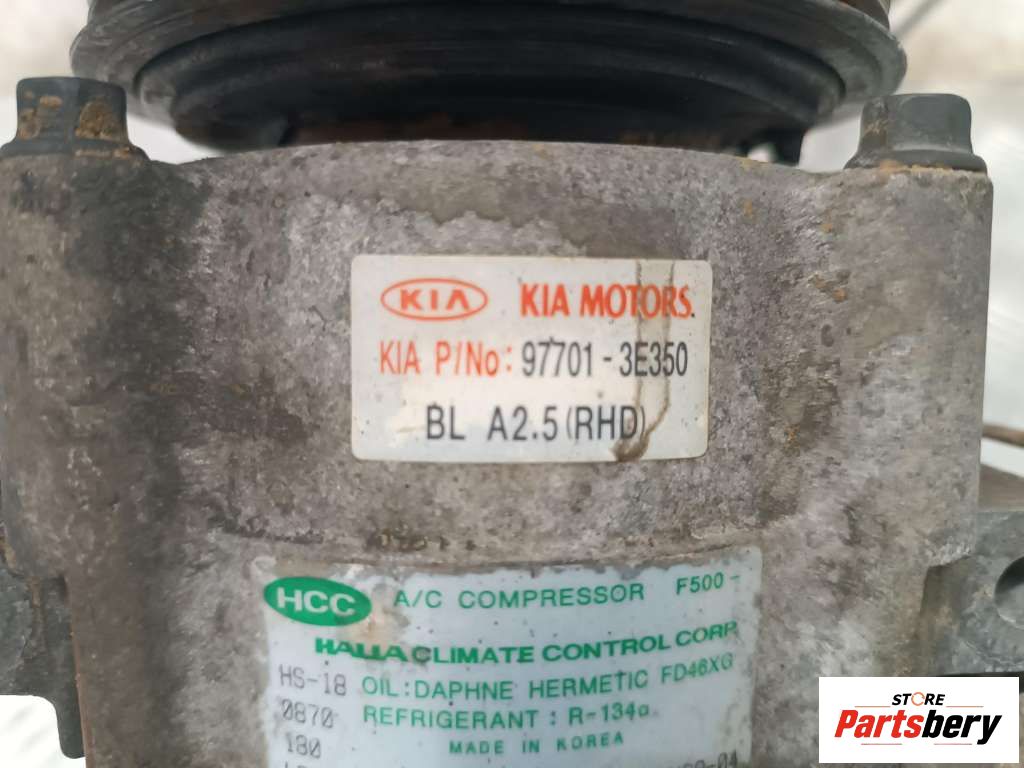 KIA KIA MOTORS.
KIA P/No: 97701-3E350
BL A2.5(RHD)
HCC A/C COMPRESSOR F500-
HALLA CLIMATE CONTROL CORP
HS-18 OIL:DAPHNE HERMETIC FD46XG
0870 REFRIGERANT : R-134a
180 MADE IN KOREA
STORE
Partsbery